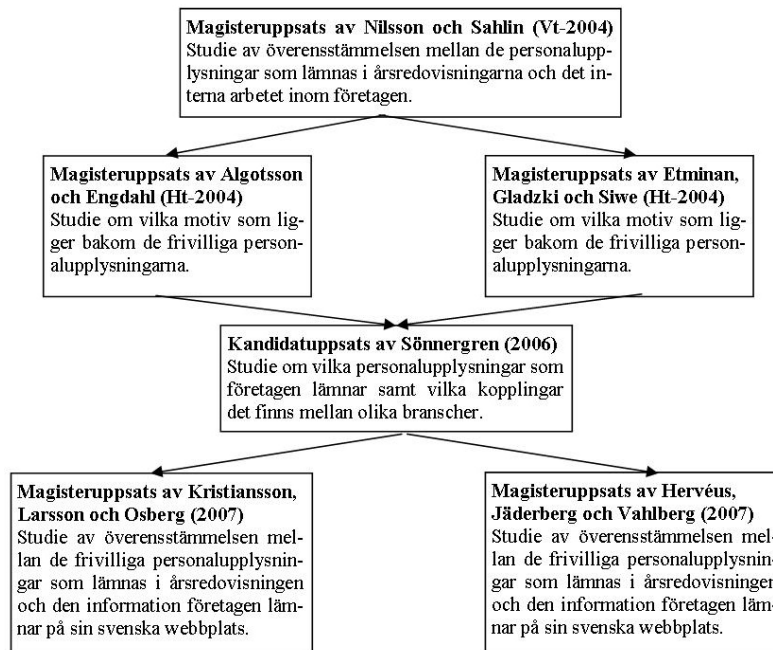 Magisteruppsats av Nilsson och Sahlin (Vt-2004)
Studie av överensstämmelsen mellan de personalupp-
lysningar som lämnas i årsredovisningarna och det in-
terna arbetet inom företagen.
Magisteruppsats av Algotsson
och Engdahl (Ht-2004)
Studie om vilka motiv som lig-
ger bakom de frivilliga person-
alupplysningarna.
Magisteruppsats av Etminan,
Gladzki och Siwe (Ht-2004)
Studie om vilka motiv som lig-
ger bakom de frivilliga person-
alupplysningarna.
Kandidatuppsats av Sönnergren (2006)
Studie om vilka personalupplysningar som
företagen lämnar samt vilka kopplingar
det finns mellan olika branscher.
Magisteruppsats av Kristiansson,
Larsson och Osberg (2007)
Studie av överensstämmelsen mel-
lan de frivilliga personalupplysnin-
gar som lämnas i årsredovisningen
och den information företagen läm-
nar på sin svenska webbplats.
Magisteruppsats av Hervéus,
Jäderberg och Vahlberg (2007)
Studie av överensstämmelsen mel-
lan de frivilliga personalupplysnin-
gar som lämnas i årsredovisningen
och den information företagen läm-
nar på sin svenska webbplats.